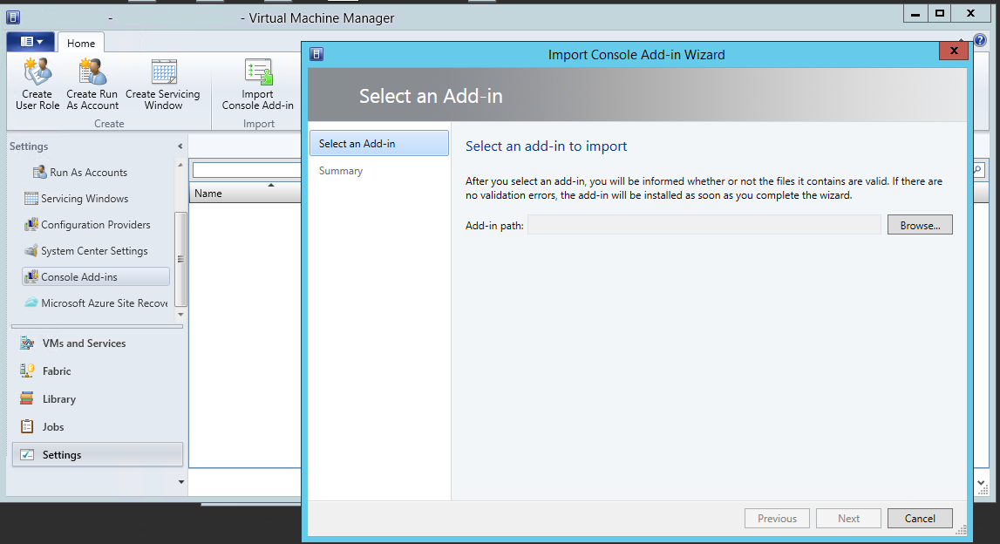 - - Virtual Machine Manager
Home
Create User Role
Create Run As Account
Create Servicing Window
Import Console Add-in
Create
Import
Settings
Run As Accounts
Servicing Windows
Configuration Providers
System Center Settings
Console Add-ins
Microsoft Azure Site Recove
VMs and Services
Fabric
Library
Jobs
Settings
Name
Import Console Add-in Wizard
Select an Add-in
Select an Add-in
Summary
Select an add-in to import
After you select an add-in, you will be informed whether or not the files it contains are valid. If there are
no validation errors, the add-in will be installed as soon as you complete the wizard.
Add-in path:
Browse...
Previous
Next
Cancel